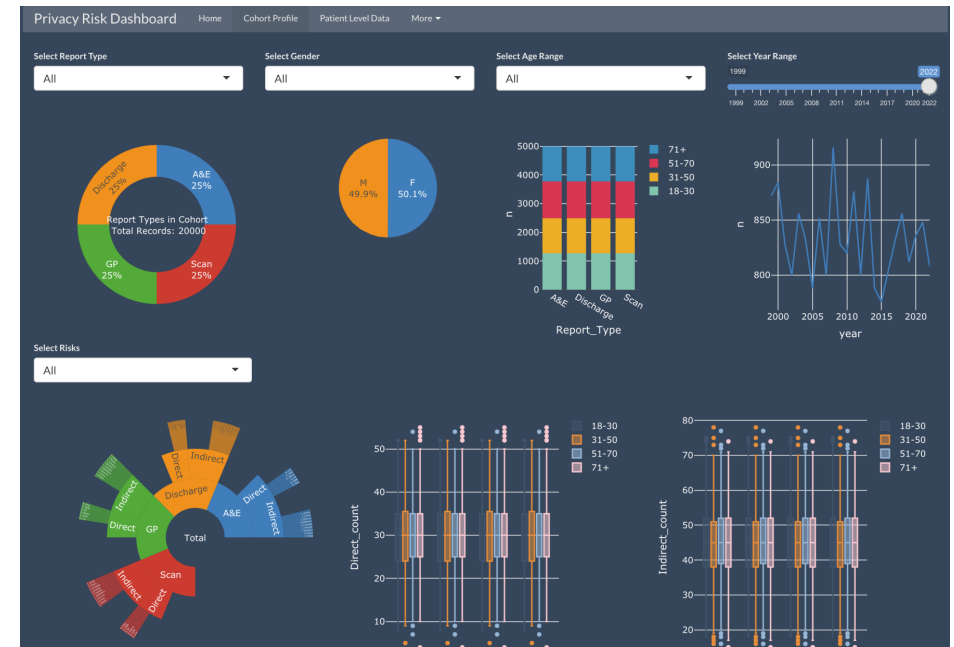 Privacy Risk Dashboard Home Cohort Profile Patient Level Data More
Select Report Type Select Gender Select Age Range Select Year Range
All All All
1999 2022
1999 2002 2005 2008 2011 2014 2017 2020 2022
Discharge
25%
A&E
25%
Report Types in Cohort
Total Records: 20000
GP
25%
Scan
25%
M
49.9%
F
50.1%
5000
4000
3000
2000
1000
0
n
A&E Discharge GP Scan
Report_Type
71+
51-70
31-50
18-30
900
850
800
n
2000 2005 2010 2015 2020
year
Select Risks
All
Direct
Indirect
Discharge
Direct
Indirect
A&E
Indirect
Direct
GP
Total
Scan
Indirect
Direct
50
40
30
20
10
Direct_count
18-30
31-50
51-70
71+
80
70
60
50
40
30
20
Indirect_count
18-30
31-50
51-70
71+